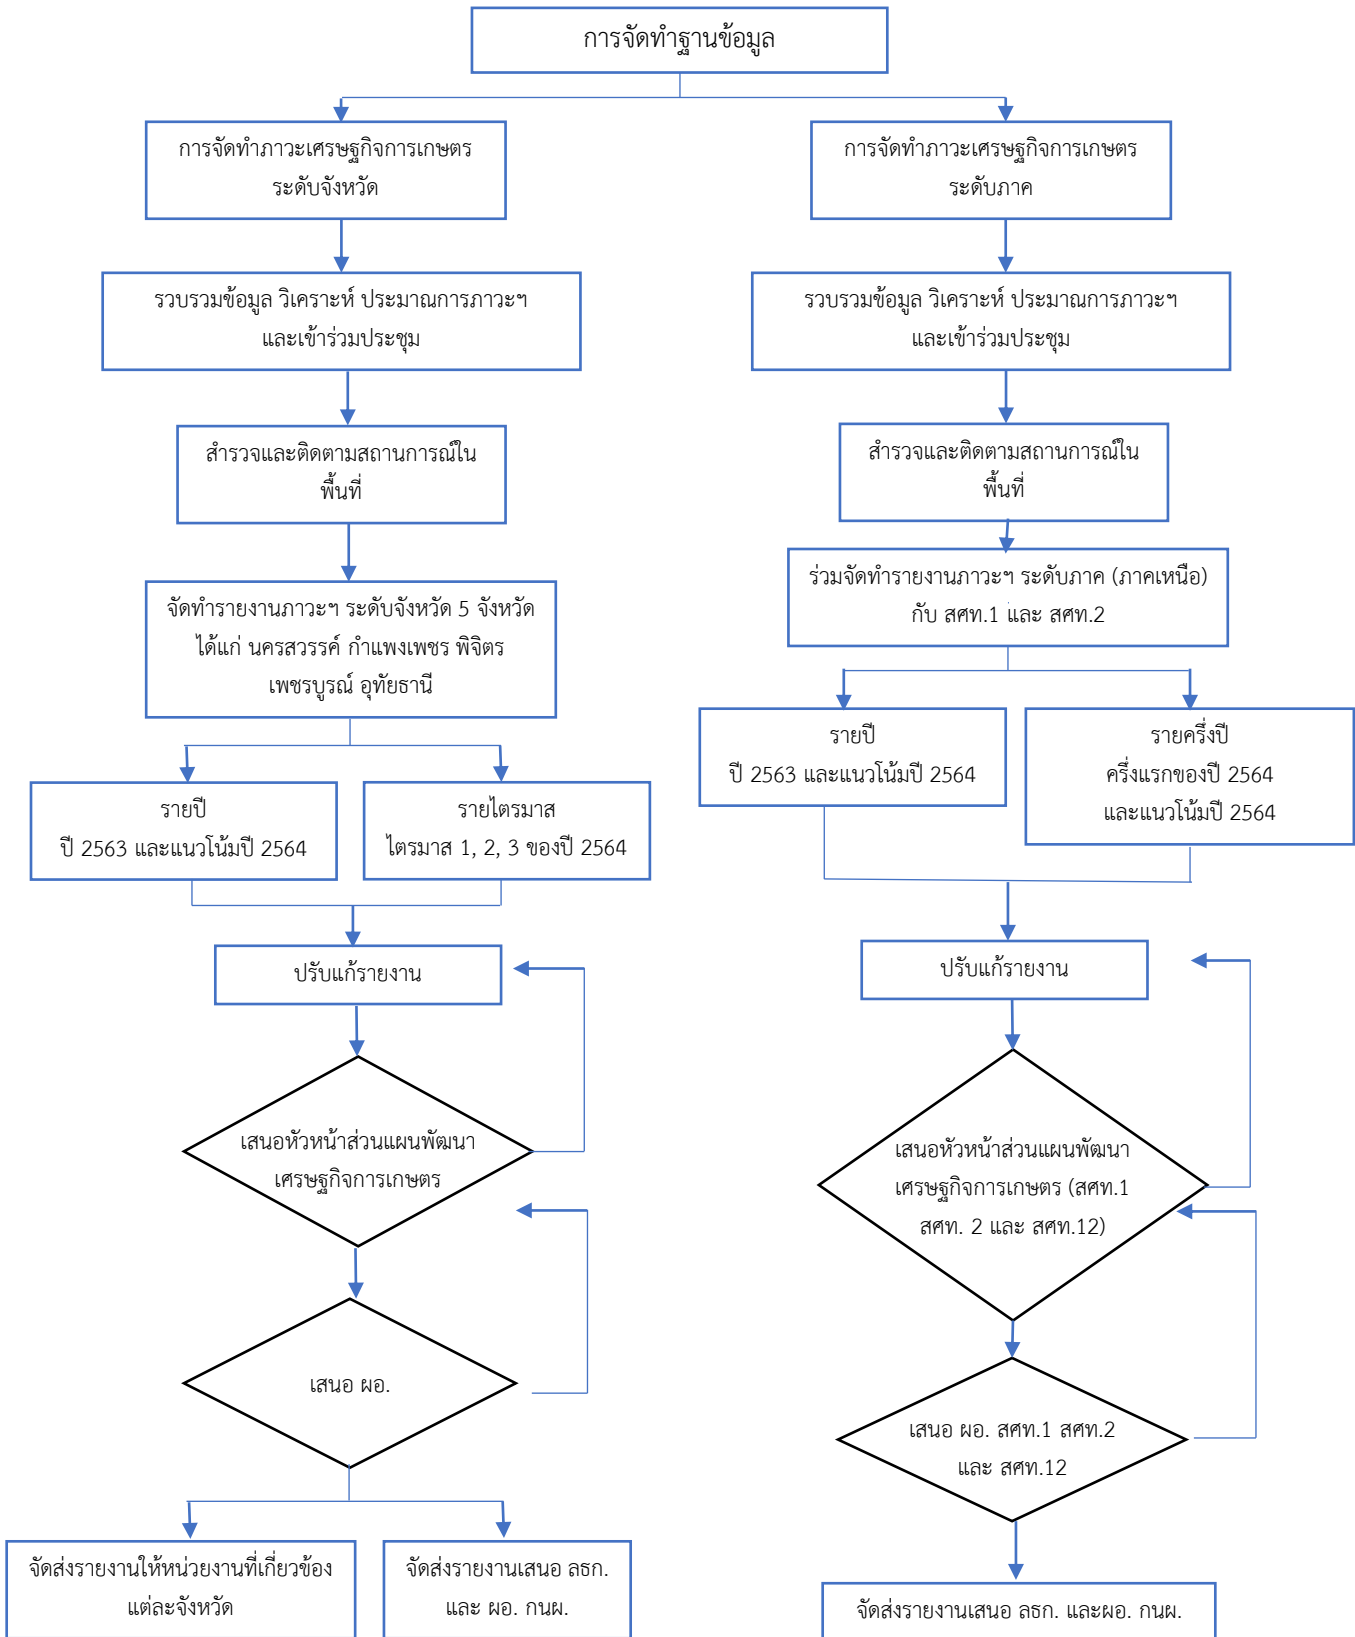 การจัดทำฐานข้อมูล
การจัดทำภาวะเศรษฐกิจการเกษตร
ระดับจังหวัด
รวบรวมข้อมูล วิเคราะห์ ประมาณการภาวะฯ
และเข้าร่วมประชุม
สำรวจและติดตามสถานการณ์ใน
พื้นที่
จัดทำรายงานภาวะฯ ระดับจังหวัด 5 จังหวัด
ได้แก่ นครสวรรค์ กำแพงเพชร พิจิตร
เพชรบูรณ์ อุทัยธานี
รายปี
ปี 2563 และแนวโน้มปี 2564
รายไตรมาส
ไตรมาส 1, 2, 3 ของปี 2564
ปรับแก้รายงาน
เสนอหัวหน้าส่วนแผนพัฒนา
เศรษฐกิจการเกษตร
เสนอ ผอ.
จัดส่งรายงานให้หน่วยงานที่เกี่ยวข้อง
แต่ละจังหวัด
จัดส่งรายงานเสนอ ลธก.
และ ผอ. กนผ.
การจัดทำภาวะเศรษฐกิจการเกษตร
ระดับภาค
รวบรวมข้อมูล วิเคราะห์ ประมาณการภาวะฯ
และเข้าร่วมประชุม
สำรวจและติดตามสถานการณ์ใน
พื้นที่
ร่วมจัดทำรายงานภาวะฯ ระดับภาค (ภาคเหนือ)
กับ สศท.1 และ สศท.2
รายปี
ปี 2563 และแนวโน้มปี 2564
รายครึ่งปี
ครึ่งแรกของปี 2564
และแนวโน้มปี 2564
ปรับแก้รายงาน
เสนอหัวหน้าส่วนแผนพัฒนา
เศรษฐกิจการเกษตร (สศท.1
สศท. 2 และ สศท.12)
เสนอ ผอ. สศท.1 สศท.2
และ สศท.12
จัดส่งรายงานเสนอ ลธก. และผอ. กนผ.